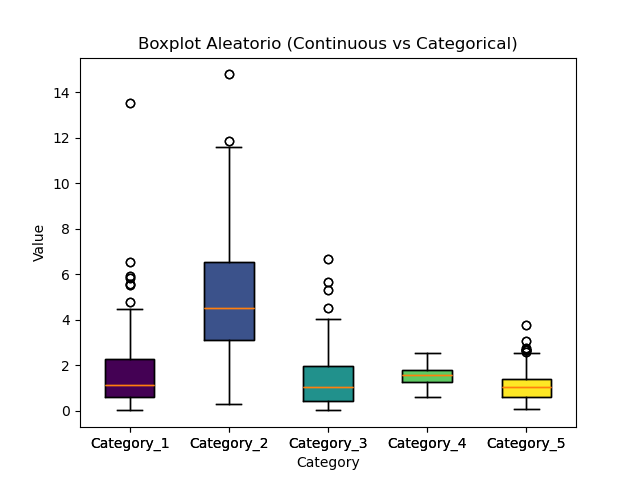 Boxplot Aleatorio (Continuous vs Categorical)
14
12
10
8
6
4
2
0
Value
Category_1 Category_2 Category_3 Category_4 Category_5
Category